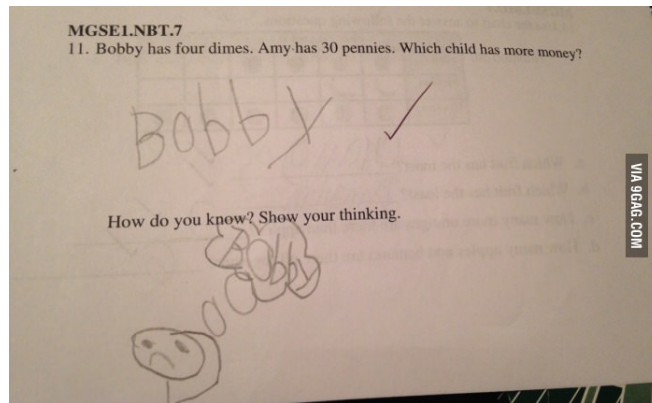 MGSE1.NBT.7
11. Bobby has four dimes. Amy has 30 pennies. Which child has more money?
Bobby
How do you know? Show your thinking.
Bobby
VIA 9GAG.COM